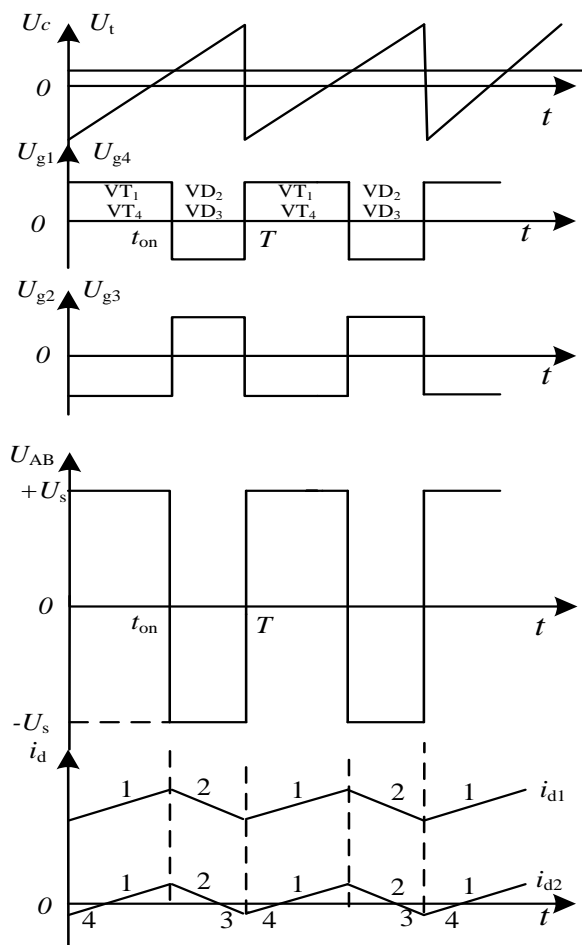 Uc Ut
0
t
Ug1 Ug4
VT1 VD2 VT1 VD2
VT4 VD3 VT4 VD3
0
ton T t
Ug2 Ug3
0
t
UAB
+Us
0
ton T t
-Us
id
1 2 1 2 1 id1
1 2 1 2 1 id2
0
4 3 4 3 4 t